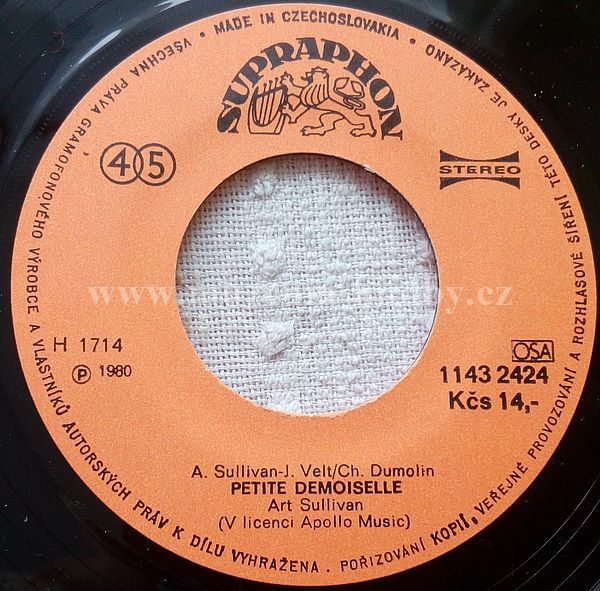 VŠECHNA PRÁVA GRAMOFONOVÉHO VÝROBCE A VLASTNÍKŮ AUTORSKÝCH PRÁV K DÍLU VYHRAŽENA. POŘIZOVÁNÍ KOPIÍ, VEŘEJNÉ PROVOZOVÁNÍ A ROZHLASOVÉ ŠÍŘENÍ TÉTO DESKY JE ZAKÁZÁNO • MADE IN CZECHOSLOVAKIA •
SUPRAPHON
45
STEREO
H 1714
OSA
℗ 1980
1143 2424
Kčs 14,-
A. Sullivan-J. Velt/Ch. Dumolin
PETITE DEMOISELLE
Art Sullivan
(V licenci Apollo Music)